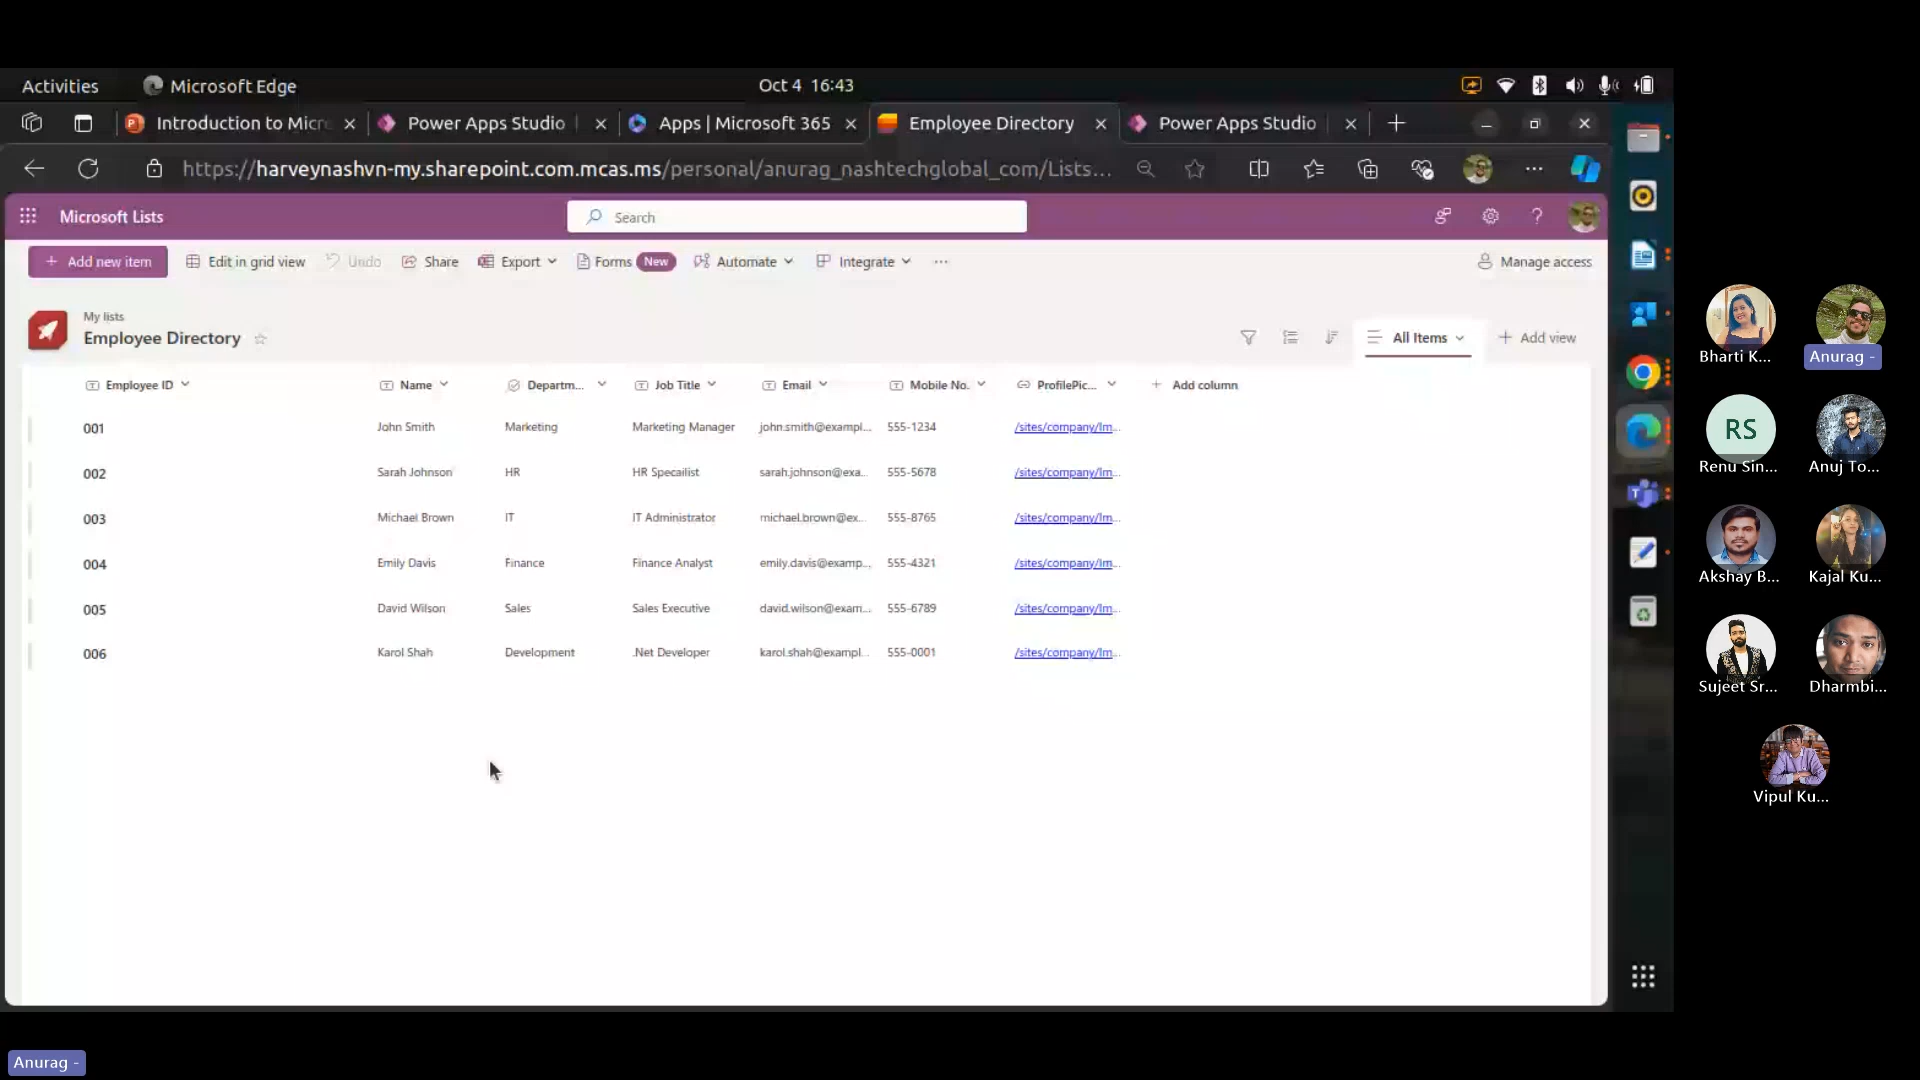 Activities Microsoft Edge Oct 4 16:43
Introduction to Micr Power Apps Studio Apps | Microsoft 365 Employee Directory Power Apps Studio
https://harveynashvn-my.sharepoint.com.mcas.ms/personal/anurag_nashtechglobal_com/Lists...
Microsoft Lists Search ?
+ Add new item Edit in grid view Undo Share Export Forms New Automate Integrate ... Manage access
My lists
Employee Directory All Items + Add view
Employee ID Name Departm... Job Title Email Mobile No. ProfilePic... + Add column
001 John Smith Marketing Marketing Manager john.smith@exampl... 555-1234 /sites/company/Im...
002 Sarah Johnson HR HR Specailist sarah.johnson@exa... 555-5678 /sites/company/Im...
003 Michael Brown IT IT Administrator michael.brown@ex... 555-8765 /sites/company/Im...
004 Emily Davis Finance Finance Analyst emily.davis@examp... 555-4321 /sites/company/Im...
005 David Wilson Sales Sales Executive david.wilson@exam... 555-6789 /sites/company/Im...
006 Karol Shah Development .Net Developer karol.shah@exampl... 555-0001 /sites/company/Im...
Bharti K... Anurag -
RS
Renu Sin... Anuj To...
Akshay B... Kajal Ku...
Sujeet Sr... Dharmbi...
Vipul Ku...
Anurag -